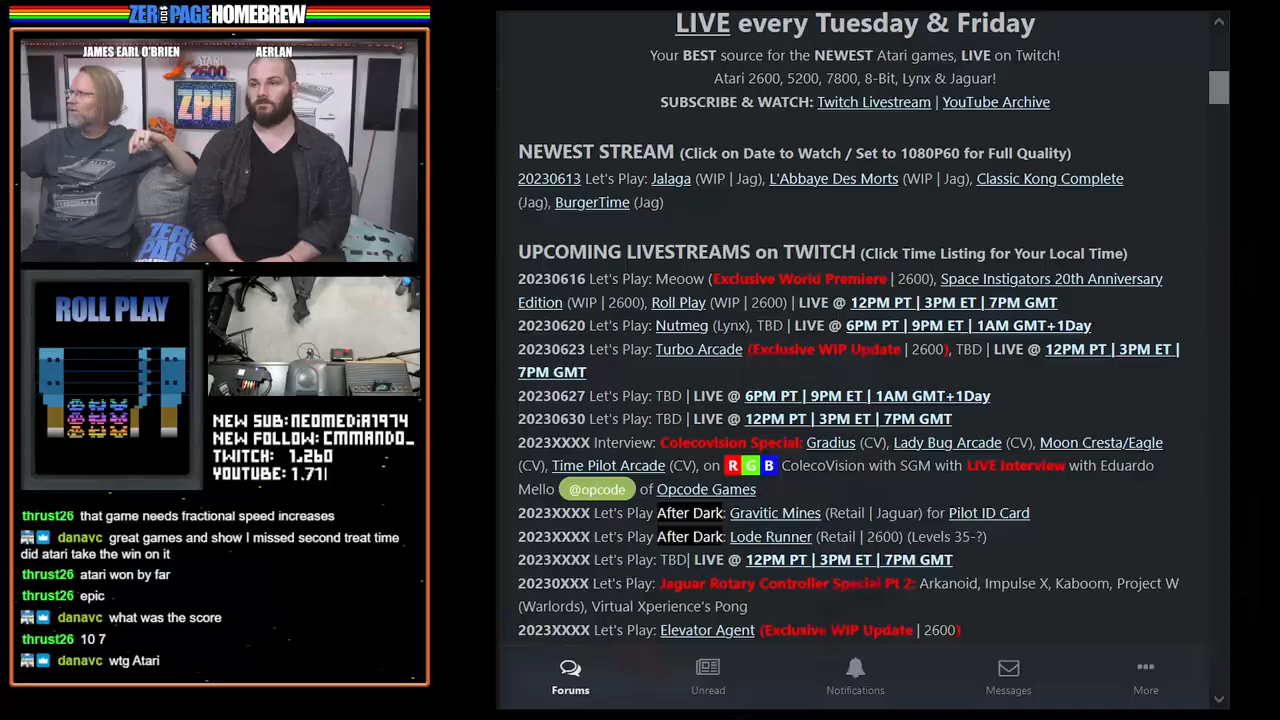 ZEROPAGE HOMEBREW
JAMES EARL O'BRIEN
AERLAN
ATARI
2600
ZPH
ROLL PLAY
NEW SUB:NEOMEDIA1974
NEW FOLLOW: CMMANDO_
TWITCH: 1,260
YOUTUBE: 1.71
thrust26 that game needs fractional speed increases
danavc great games and show I missed second treat time
did atari take the win on it
thrust26 atari won by far
thrust26 epic
danavc what was the score
thrust26 10 7
danavc wtg Atari
LIVE every Tuesday & Friday
Your BEST source for the NEWEST Atari games, LIVE on Twitch!
Atari 2600, 5200, 7800, 8-Bit, Lynx & Jaguar!
SUBSCRIBE & WATCH: Twitch Livestream | YouTube Archive
NEWEST STREAM (Click on Date to Watch / Set to 1080P60 for Full Quality)
20230613 Let's Play: Jalaga (WIP | Jag), L'Abbaye Des Morts (WIP | Jag), Classic Kong Complete
(Jag), BurgerTime (Jag)
UPCOMING LIVESTREAMS on TWITCH (Click Time Listing for Your Local Time)
20230616 Let's Play: Meoow (Exclusive World Premiere | 2600), Space Instigators 20th Anniversary
Edition (WIP | 2600), Roll Play (WIP | 2600) | LIVE @ 12PM PT | 3PM ET | 7PM GMT
20230620 Let's Play: Nutmeg (Lynx), TBD | LIVE @ 6PM PT | 9PM ET | 1AM GMT+1Day
20230623 Let's Play: Turbo Arcade (Exclusive WIP Update | 2600), TBD | LIVE @ 12PM PT | 3PM ET |
7PM GMT
20230627 Let's Play: TBD | LIVE @ 6PM PT | 9PM ET | 1AM GMT+1Day
20230630 Let's Play: TBD | LIVE @ 12PM PT | 3PM ET | 7PM GMT
2023XXXX Interview: Colecovision Special: Gradius (CV), Lady Bug Arcade (CV), Moon Cresta/Eagle
(CV), Time Pilot Arcade (CV), on R G B ColecoVision with SGM with LIVE Interview with Eduardo
Mello @opcode of Opcode Games
2023XXXX Let's Play After Dark: Gravitic Mines (Retail | Jaguar) for Pilot ID Card
2023XXXX Let's Play After Dark: Lode Runner (Retail | 2600) (Levels 35-?)
2023XXXX Let's Play: TBD| LIVE @ 12PM PT | 3PM ET | 7PM GMT
20230XXX Let's Play: Jaguar Rotary Controller Special Pt 2: Arkanoid, Impulse X, Kaboom, Project W
(Warlords), Virtual Xperience's Pong
2023XXXX Let's Play: Elevator Agent (Exclusive WIP Update | 2600)
Forums
Unread
Notifications
Messages
More